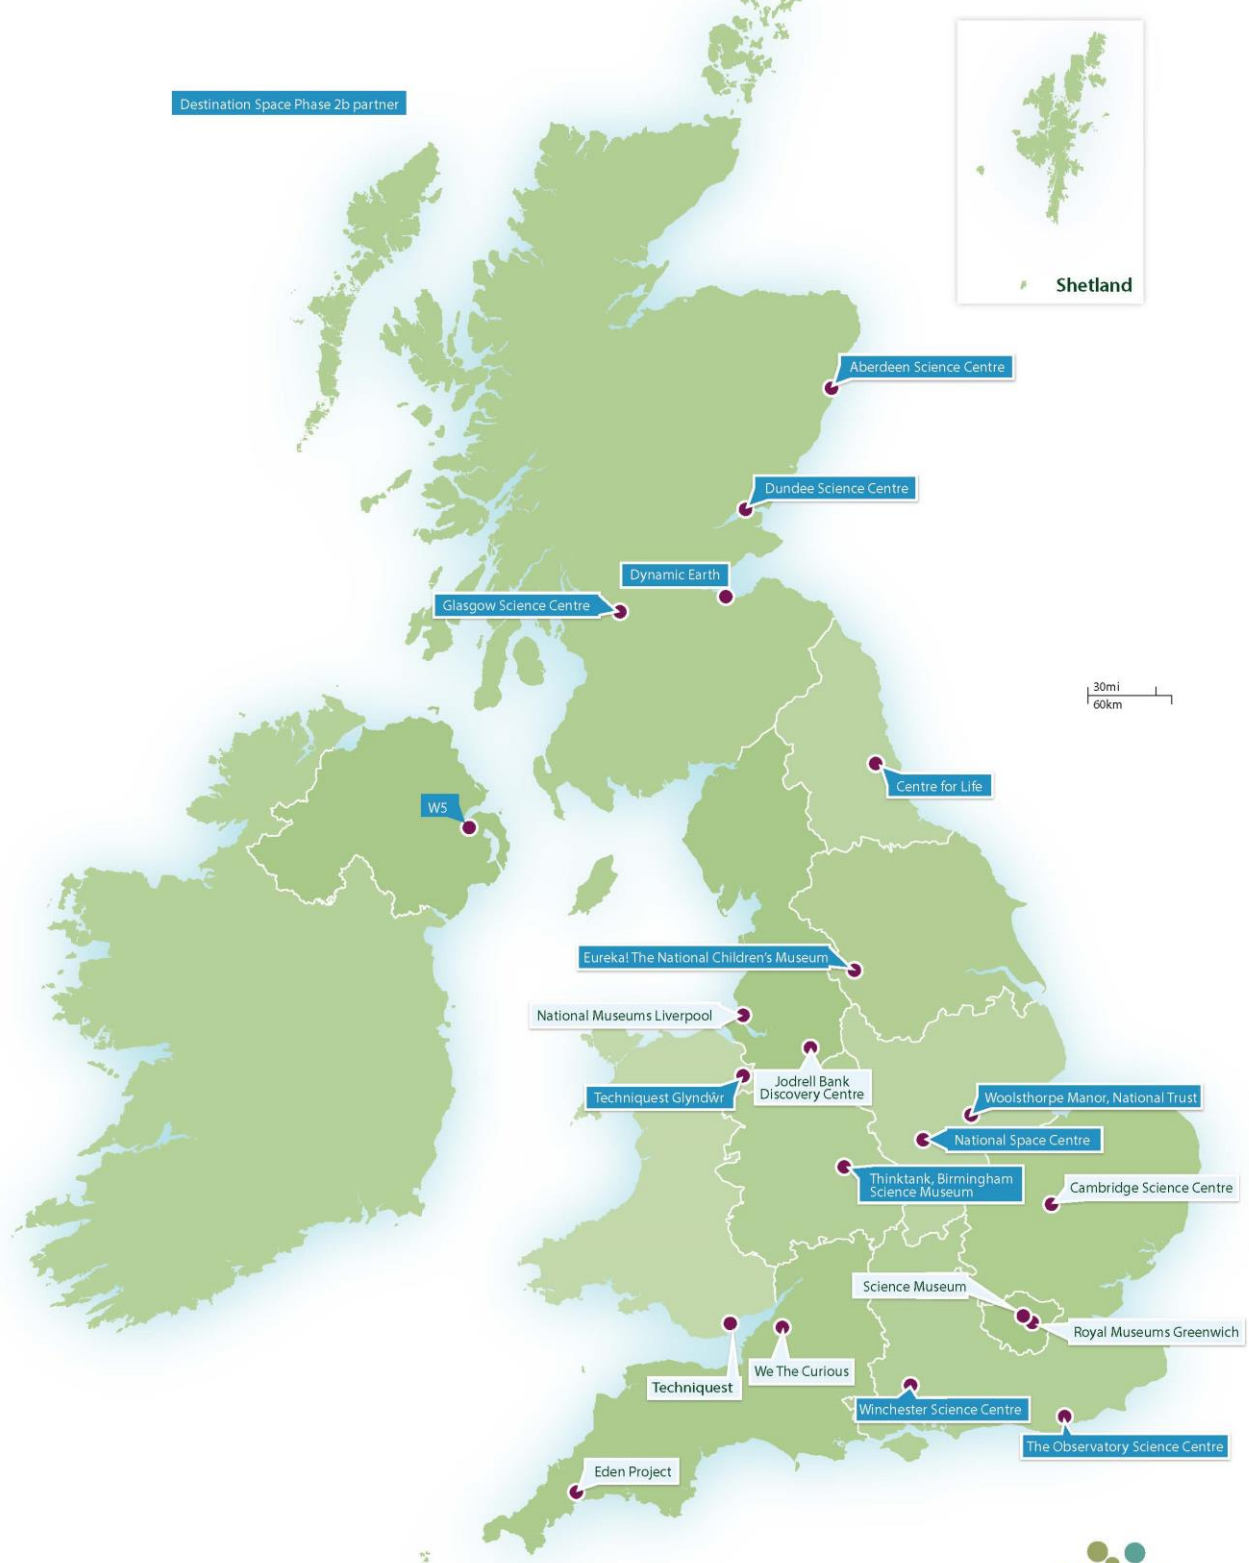 Destination Space Phase 2b partner
Shetland
Aberdeen Science Centre
Dundee Science Centre
Dynamic Earth
Glasgow Science Centre
30mi
60km
Centre for Life
W5
Eureka! The National Children's Museum
National Museums Liverpool
Jodrell Bank
Discovery Centre
Techniquest Glyndŵr
Woolsthorpe Manor, National Trust
National Space Centre
Thinktank, Birmingham
Science Museum
Cambridge Science Centre
Science Museum
Royal Museums Greenwich
We The Curious
Techniquest
Winchester Science Centre
The Observatory Science Centre
Eden Project